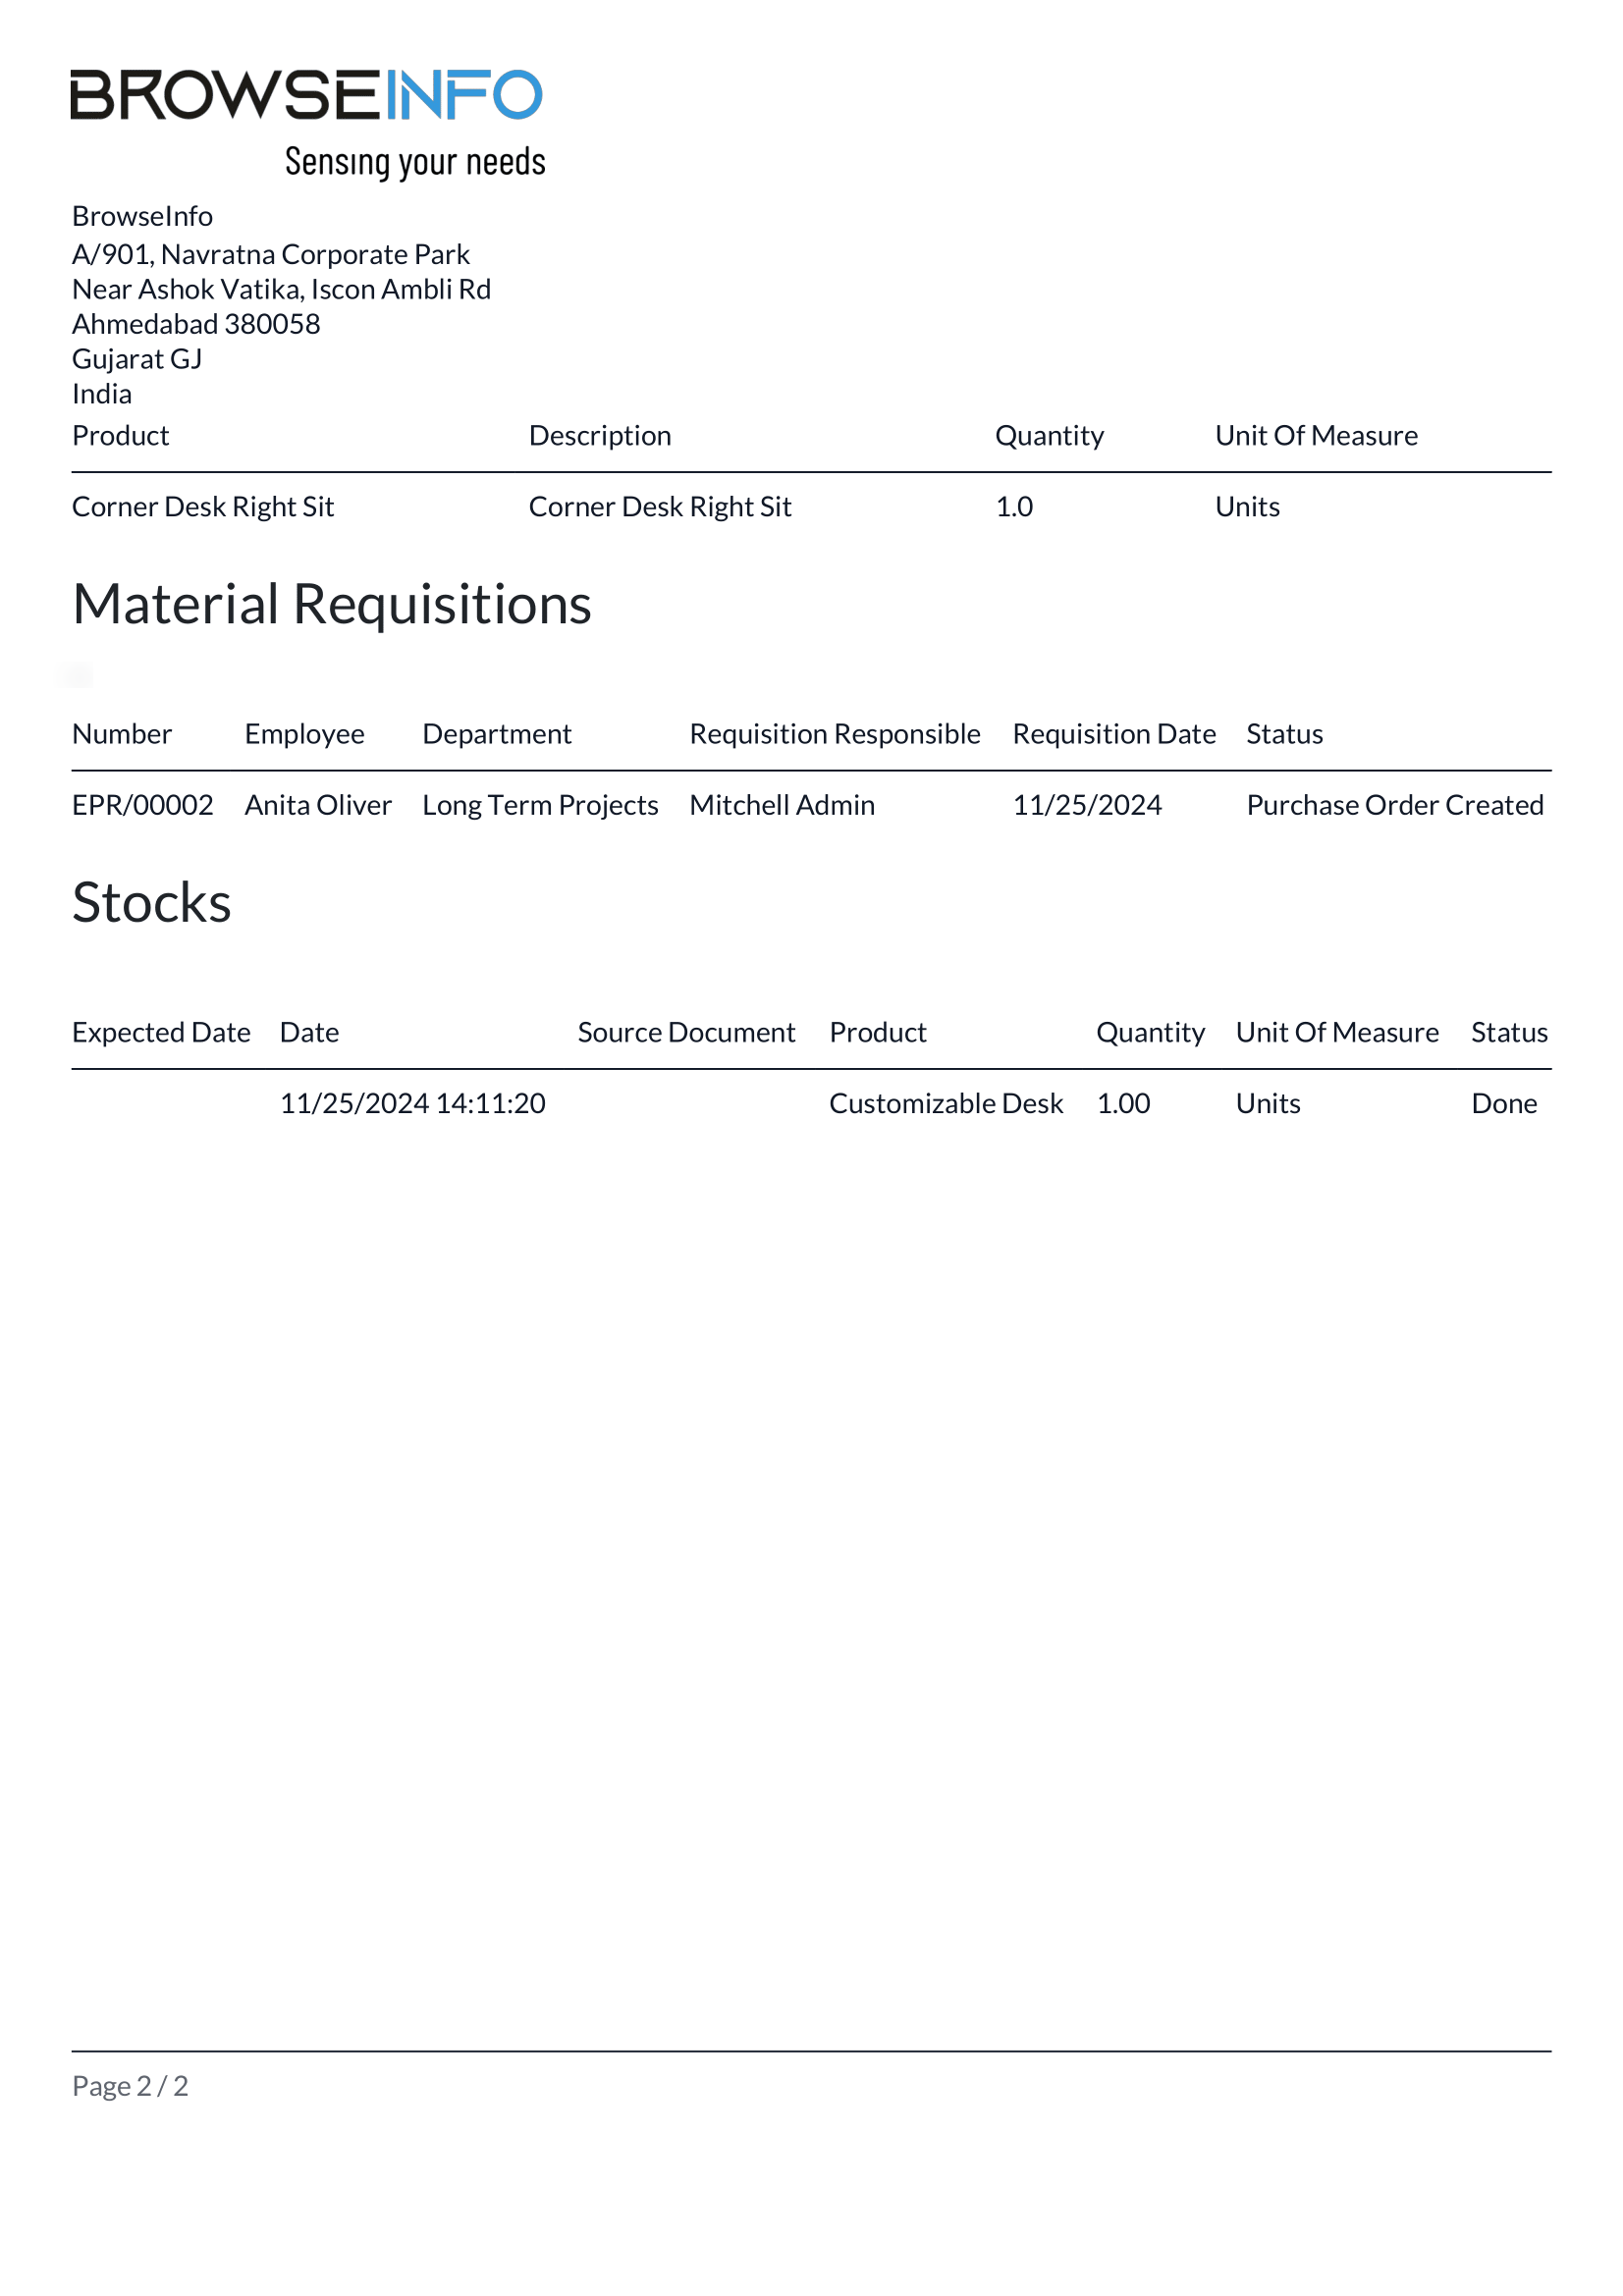 BROWSEINFO
Sensing your needs
BrowseInfo
A/901, Navratna Corporate Park
Near Ashok Vatika, Iscon Ambli Rd
Ahmedabad 380058
Gujarat GJ
India
Product Description Quantity Unit Of Measure
Corner Desk Right Sit Corner Desk Right Sit 1.0 Units
Material Requisitions
Number Employee Department Requisition Responsible Requisition Date Status
EPR/00002 Anita Oliver Long Term Projects Mitchell Admin 11/25/2024 Purchase Order Created
Stocks
Expected Date Date Source Document Product Quantity Unit Of Measure Status
11/25/2024 14:11:20 Customizable Desk 1.00 Units Done
Page 2 / 2